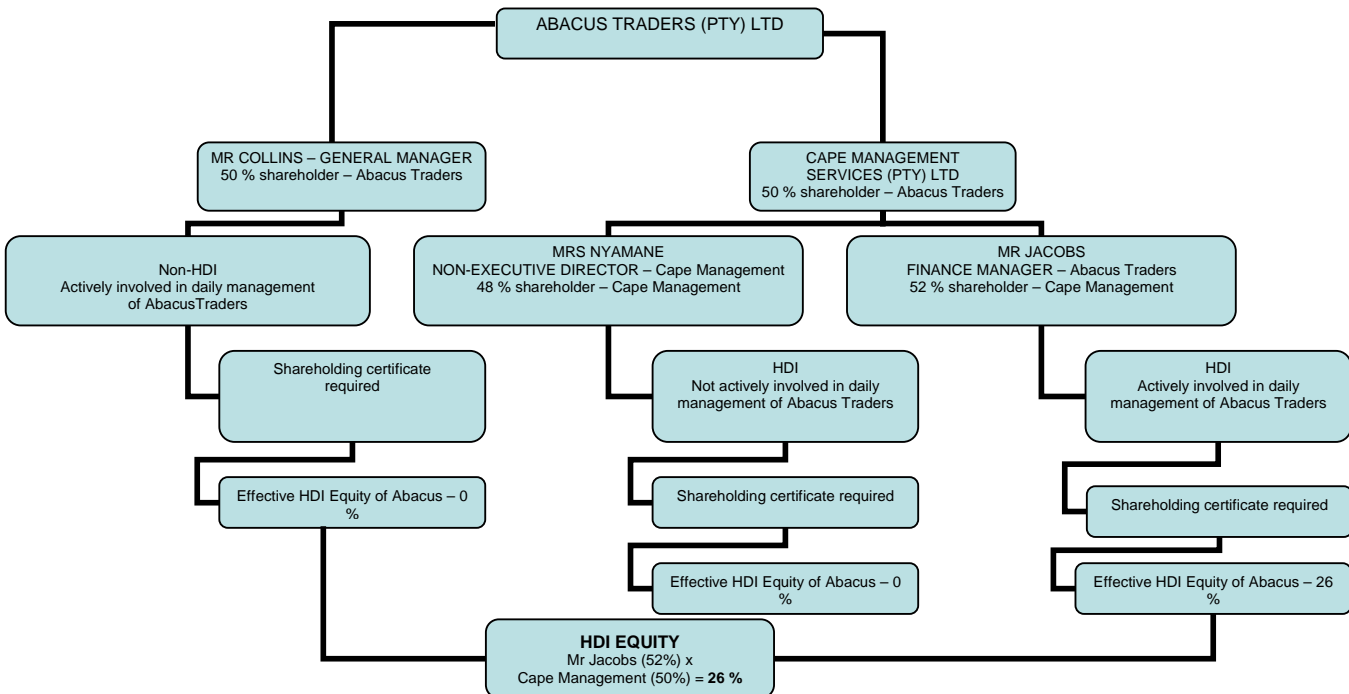 ABACUS TRADERS (PTY) LTD
MR COLLINS – GENERAL MANAGER
50 % shareholder – Abacus Traders
CAPE MANAGEMENT
SERVICES (PTY) LTD
50 % shareholder – Abacus Traders
Non-HDI
Actively involved in daily management
of AbacusTraders
MRS NYAMANE
NON-EXECUTIVE DIRECTOR – Cape Management
48 % shareholder – Cape Management
MR JACOBS
FINANCE MANAGER – Abacus Traders
52 % shareholder – Cape Management
Shareholding certificate
required
HDI
Not actively involved in daily
management of Abacus Traders
HDI
Actively involved in daily
management of Abacus Traders
Effective HDI Equity of Abacus – 0
%
Shareholding certificate required
Shareholding certificate required
Effective HDI Equity of Abacus – 0
%
Effective HDI Equity of Abacus – 26
%
HDI EQUITY
Mr Jacobs (52%) x
Cape Management (50%) = 26 %